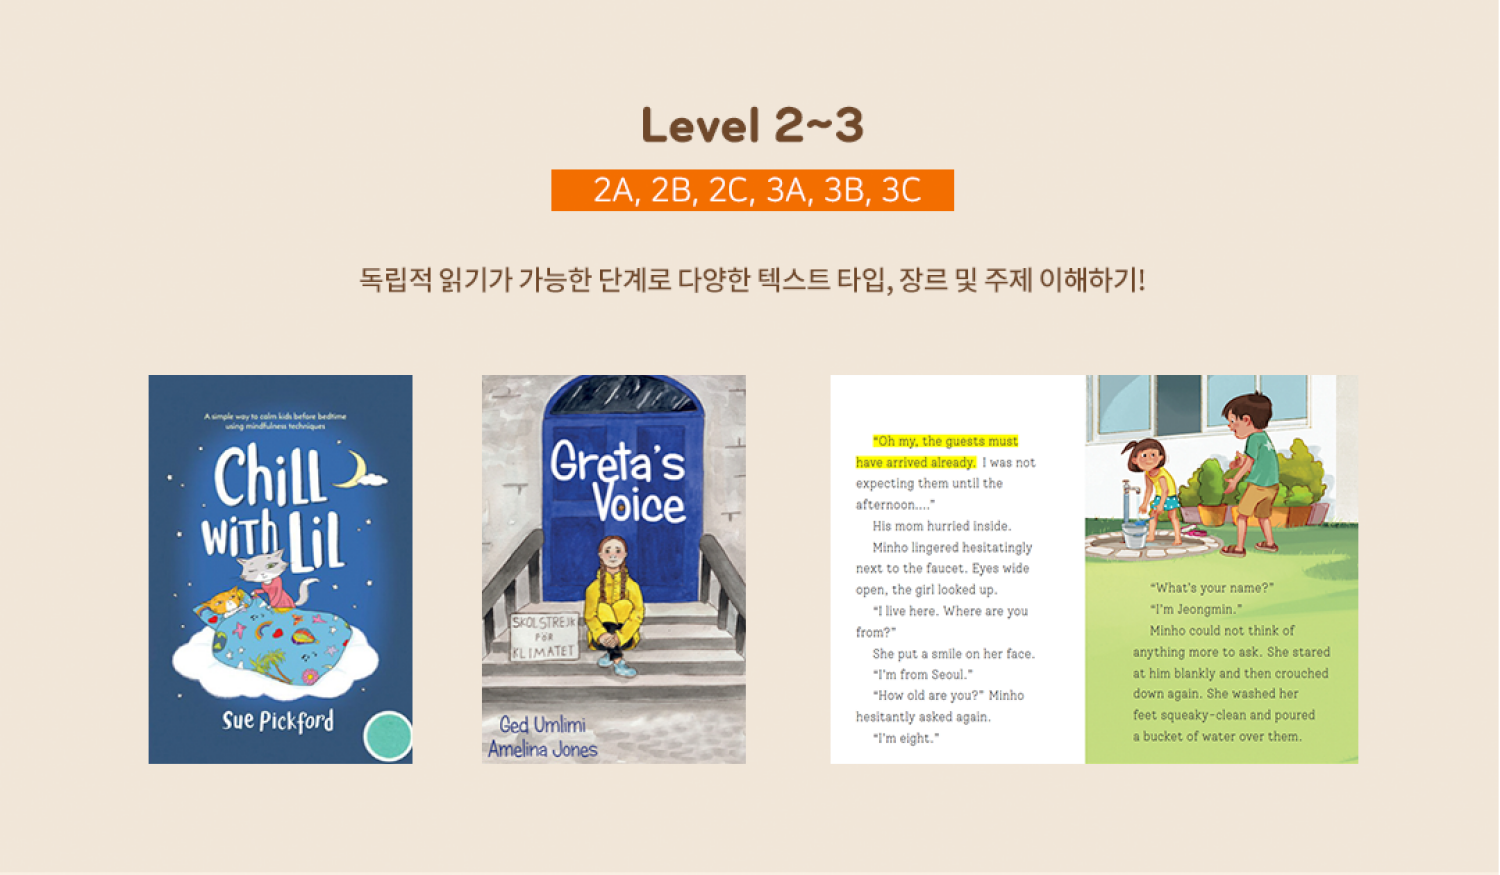 Level 2~3
2A, 2B, 2C, 3A, 3B, 3C
독립적 읽기가 가능한 단계로 다양한 텍스트 타입, 장르 및 주제 이해하기!
A simple way to calm kids before bedtime
using mindfulness techniques
Chill
with Lil
Sue Pickford
Greta's
Voice
SKOLSTREJK
FÖR
KLIMATET
Ged Umlimi
Amelina Jones
"Oh my, the guests must
have arrived already. I was not
expecting them until the
afternoon...."
His mom hurried inside.
Minho lingered hesitatingly
next to the faucet. Eyes wide
open, the girl looked up.
"I live here. Where are you
from?"
She put a smile on her face.
"I'm from Seoul."
"How old are you?" Minho
hesitantly asked again.
"I'm eight."
"What's your name?"
"I'm Jeongmin."
Minho could not think of
anything more to ask. She stared
at him blankly and then crouched
down again. She washed her
feet squeaky-clean and poured
a bucket of water over them.